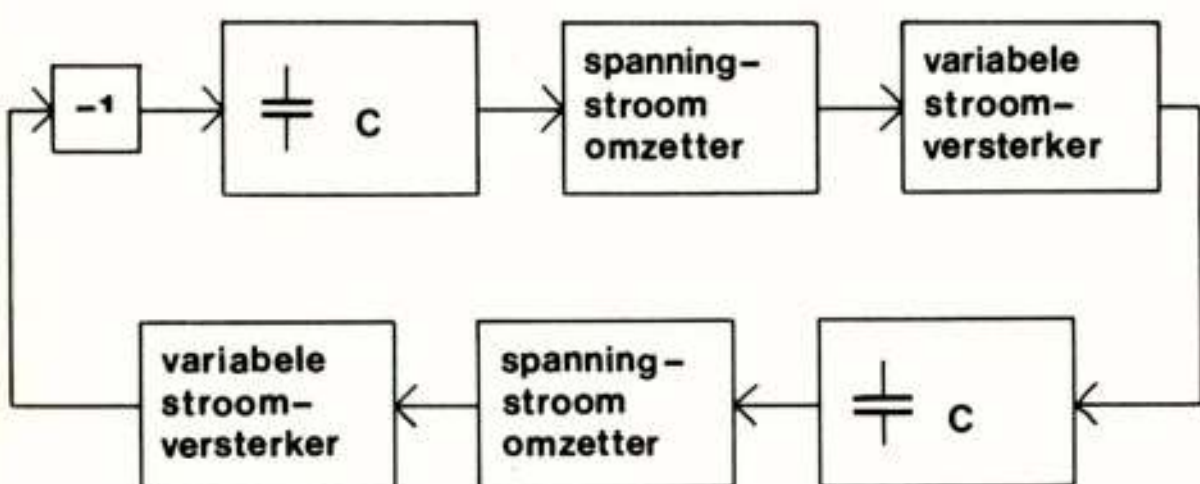 -1
C
spanning-
stroom
omzetter
variabele
stroom-
versterker
variabele
stroom-
versterker
spanning-
stroom
omzetter
C